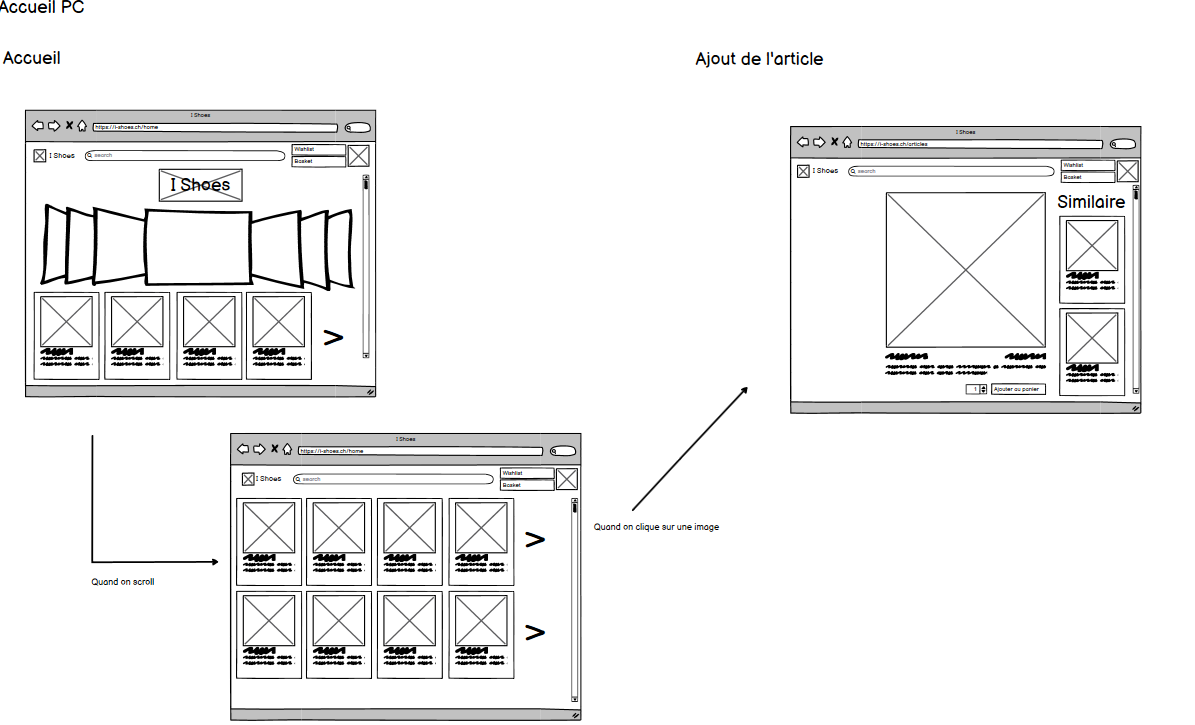 Accueil PC
Accueil
Ajout de l'article
I Shoes
https://i-shoes.ch/home
I Shoes
search
Wishlist
Basket
I Shoes
>
I Shoes
https://i-shoes.ch/articles
I Shoes
search
Wishlist
Basket
Similaire
1
Ajouter au panier
Quand on scroll
I Shoes
https://i-shoes.ch/home
I Shoes
search
Wishlist
Basket
>
>
Quand on clique sur une image